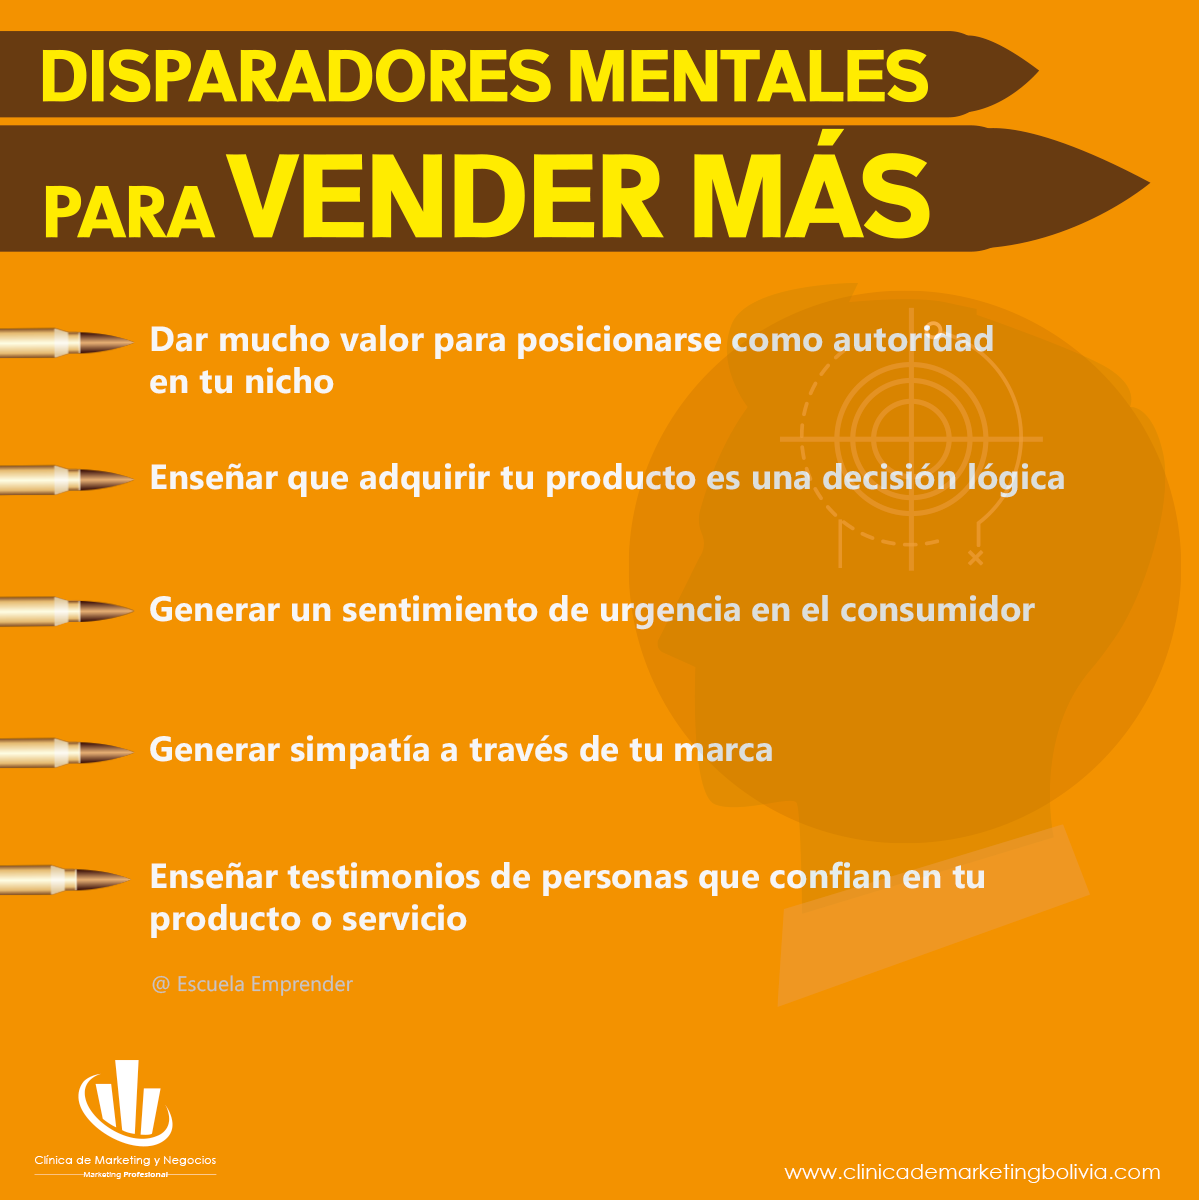 DISPARADORES MENTALES
PARA VENDER MÁS
Dar mucho valor para posicionarse como autoridad
en tu nicho
Enseñar que adquirir tu producto es una decisión lógica
Generar un sentimiento de urgencia en el consumidor
Generar simpatía a través de tu marca
Enseñar testimonios de personas que confian en tu
producto o servicio
@ Escuela Emprender
Clínica de Marketing y Negocios
Marketing Profesional
www.clinicademarketingbolivia.com